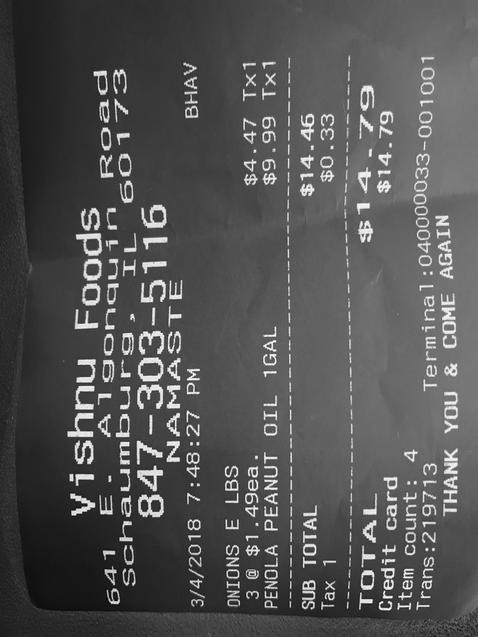 Vishnu Foods
641 E. Algonquin Road
Schaumburg, IL 60173
847-303-5116
NAMASTE
3/4/2018 7:48:27 PM BHAV
ONIONS E LBS
3 @ $1.49ea. $4.47 Tx1
PENOLA PEANUT OIL 1GAL $9.99 Tx1
SUB TOTAL $14.46
Tax 1 $0.33
TOTAL $14.79
Credit card $14.79
Item count: 4
Trans:219713 Terminal:040000033-001001
THANK YOU & COME AGAIN